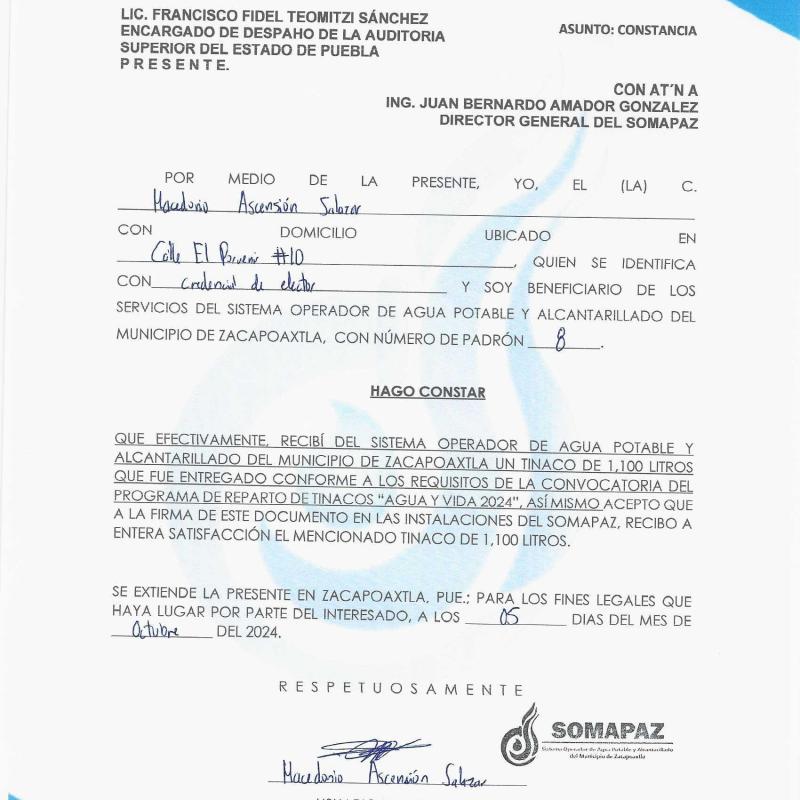 LIC. FRANCISCO FIDEL TEOMITZI SÁNCHEZ
ENCARGADO DE DESPAHO DE LA AUDITORIA
SUPERIOR DEL ESTADO DE PUEBLA
P R E S E N T E.
ASUNTO: CONSTANCIA
CON AT´N A
ING. JUAN BERNARDO AMADOR GONZALEZ
DIRECTOR GENERAL DEL SOMAPAZ
POR MEDIO DE LA PRESENTE, YO, EL (LA) C.
Macedonio Ascensión Salazar
CON DOMICILIO UBICADO EN
Calle El Porvenir #10, QUIEN SE IDENTIFICA
CON credencial de elector Y SOY BENEFICIARIO DE LOS
SERVICIOS DEL SISTEMA OPERADOR DE AGUA POTABLE Y ALCANTARILLADO DEL
MUNICIPIO DE ZACAPOAXTLA, CON NÚMERO DE PADRÓN 8.
HAGO CONSTAR
QUE EFECTIVAMENTE, RECIBÍ DEL SISTEMA OPERADOR DE AGUA POTABLE Y
ALCANTARILLADO DEL MUNICIPIO DE ZACAPOAXTLA UN TINACO DE 1,100 LITROS
QUE FUE ENTREGADO CONFORME A LOS REQUISITOS DE LA CONVOCATORIA DEL
PROGRAMA DE REPARTO DE TINACOS “AGUA Y VIDA 2024”, ASÍ MISMO ACEPTO QUE
A LA FIRMA DE ESTE DOCUMENTO EN LAS INSTALACIONES DEL SOMAPAZ, RECIBO A
ENTERA SATISFACCIÓN EL MENCIONADO TINACO DE 1,100 LITROS.
SE EXTIENDE LA PRESENTE EN ZACAPOAXTLA. PUE.; PARA LOS FINES LEGALES QUE
HAYA LUGAR POR PARTE DEL INTERESADO, A LOS 05 DIAS DEL MES DE
Octubre DEL 2024.
R E S P E T U O S A M E N T E
SOMAPAZ
Sistema Operador de Agua Potable y Alcantarillado
del Municipio de Zacapoaxtla
Macedonio Ascensión Salazar